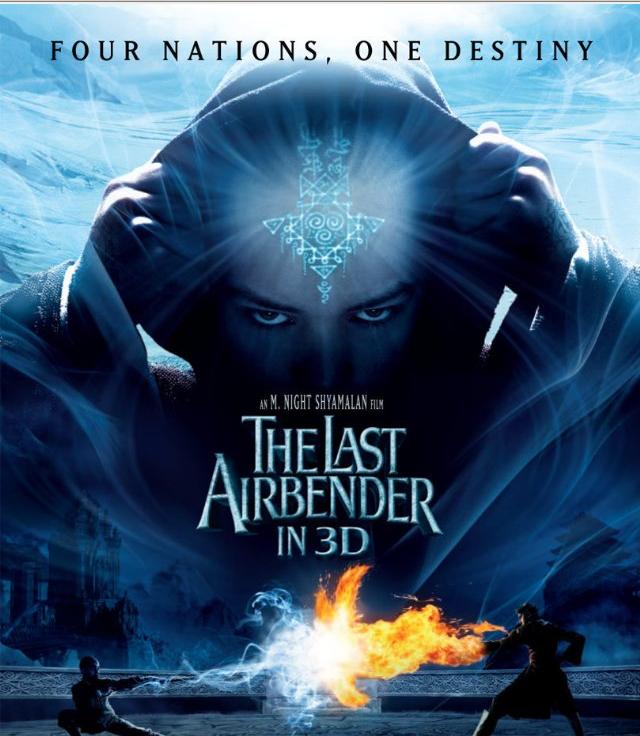 FOUR NATIONS, ONE DESTINY
AN M. NIGHT SHYAMALAN FILM
THE LAST
AIRBENDER
IN 3D